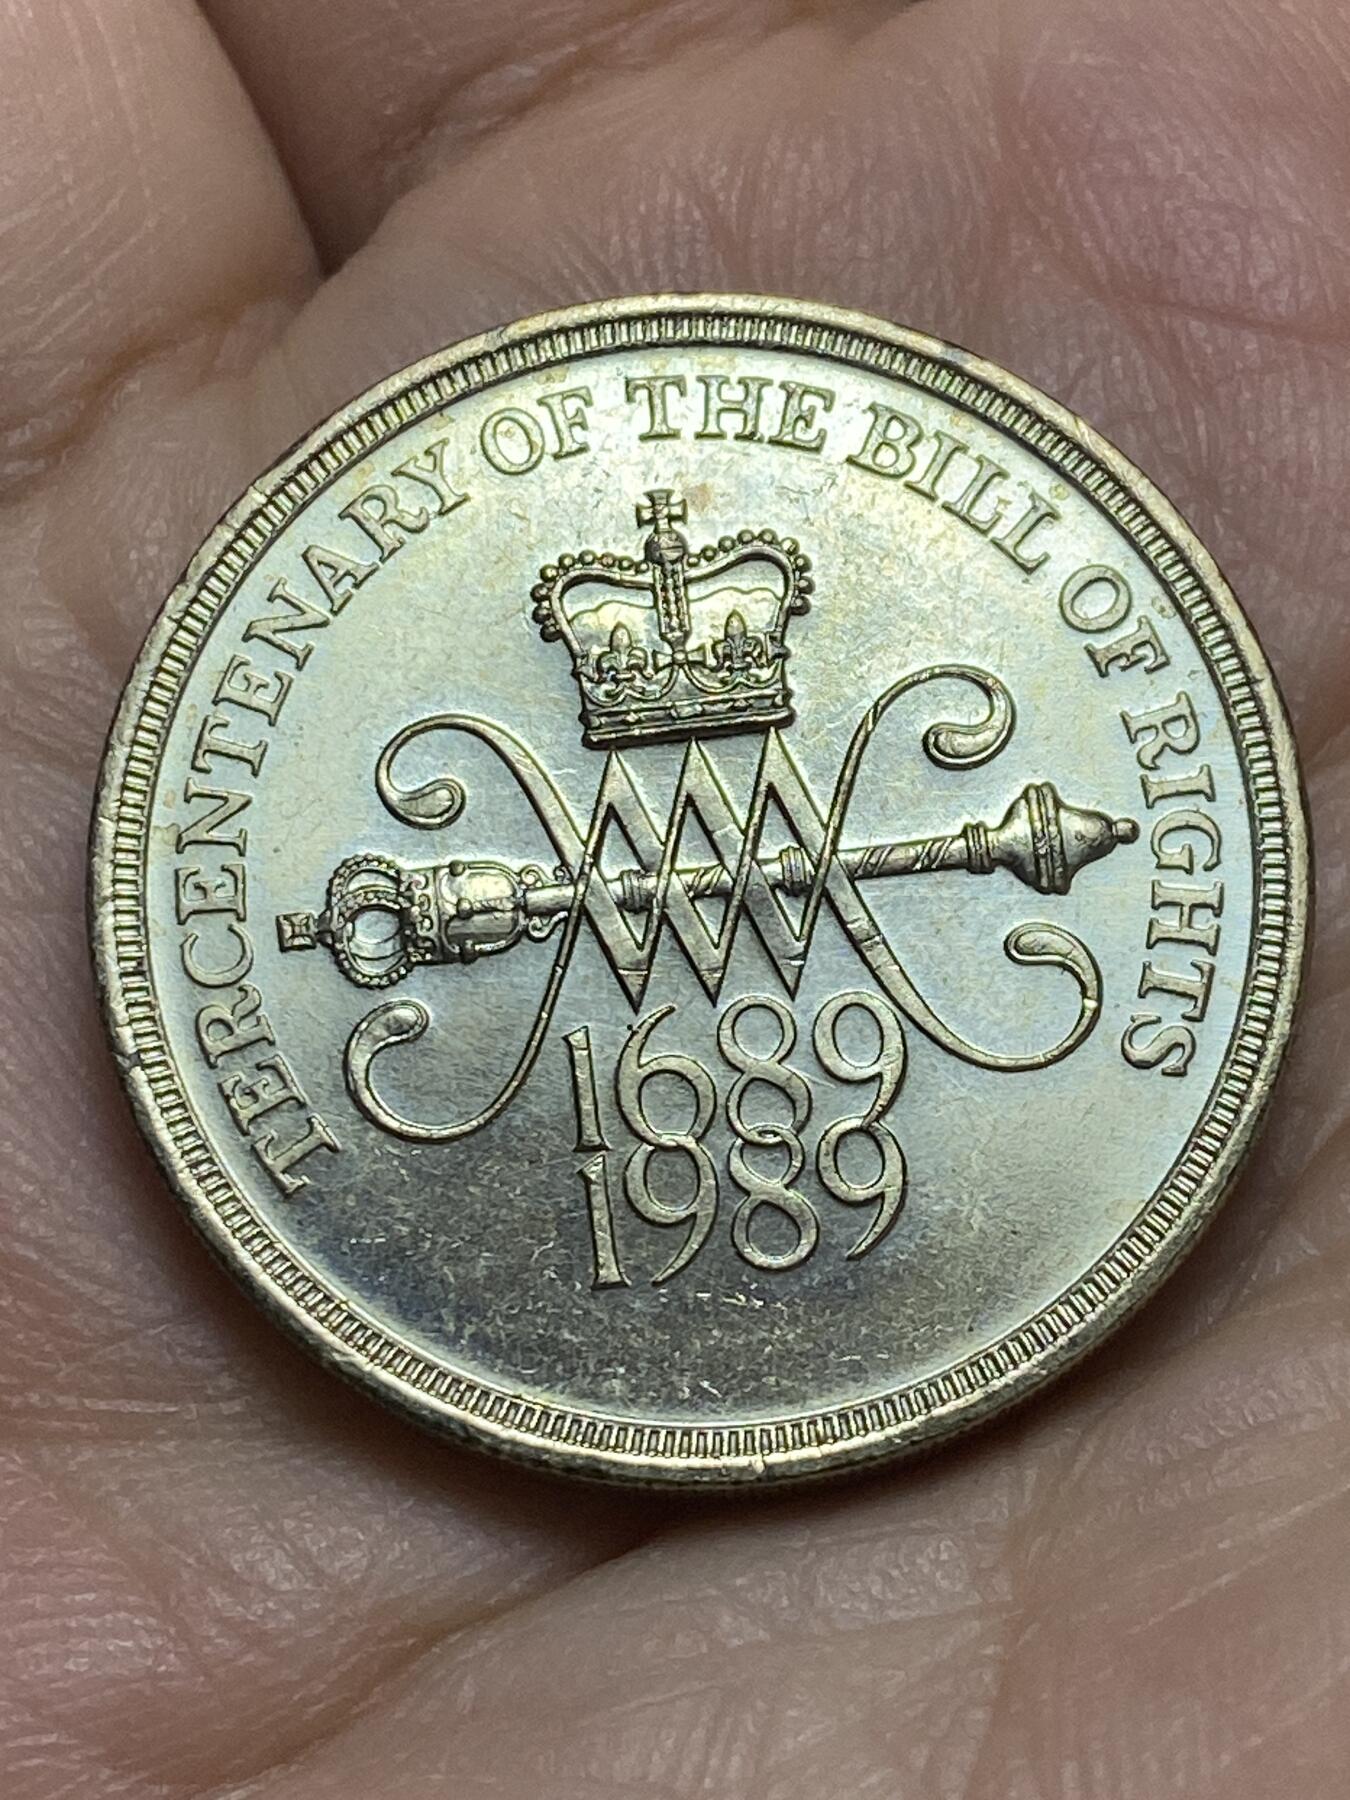 TERCENTENARY OF THE BILL OF RIGHTS
1689
1989